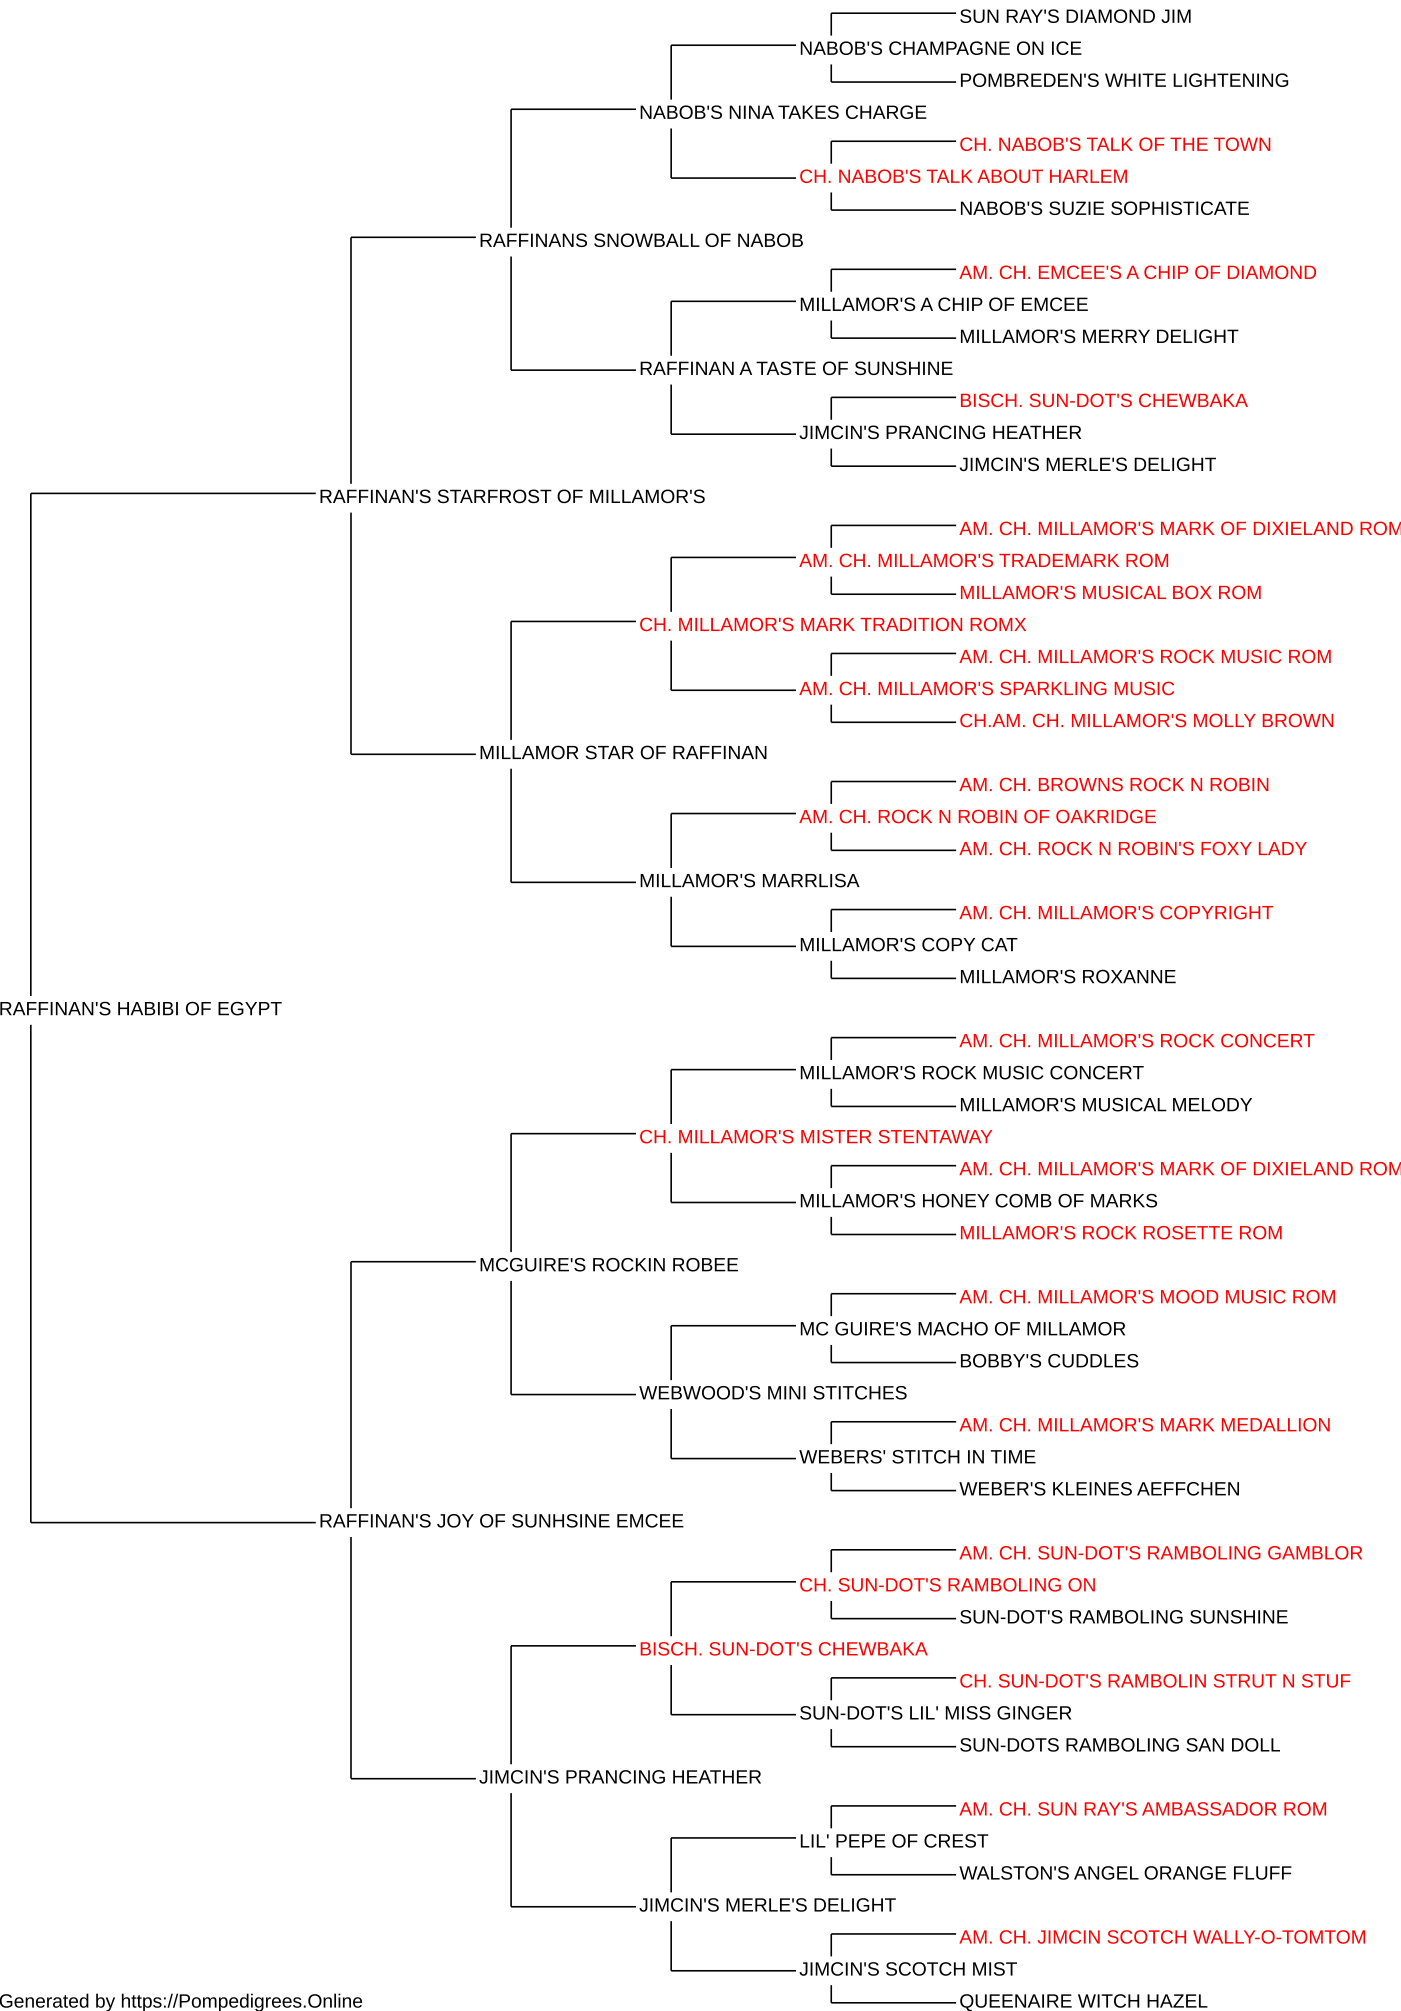 SUN RAY'S DIAMOND JIM
NABOB'S CHAMPAGNE ON ICE
POMBREDEN'S WHITE LIGHTENING
NABOB'S NINA TAKES CHARGE
CH. NABOB'S TALK OF THE TOWN
CH. NABOB'S TALK ABOUT HARLEM
NABOB'S SUZIE SOPHISTICATE
RAFFINANS SNOWBALL OF NABOB
AM. CH. EMCEE'S A CHIP OF DIAMOND
MILLAMOR'S A CHIP OF EMCEE
MILLAMOR'S MERRY DELIGHT
RAFFINAN A TASTE OF SUNSHINE
BISCH. SUN-DOT'S CHEWBAKA
JIMCIN'S PRANCING HEATHER
JIMCIN'S MERLE'S DELIGHT
RAFFINAN'S STARFROST OF MILLAMOR'S
AM. CH. MILLAMOR'S MARK OF DIXIELAND ROM
AM. CH. MILLAMOR'S TRADEMARK ROM
MILLAMOR'S MUSICAL BOX ROM
CH. MILLAMOR'S MARK TRADITION ROMX
AM. CH. MILLAMOR'S ROCK MUSIC ROM
AM. CH. MILLAMOR'S SPARKLING MUSIC
CH.AM. CH. MILLAMOR'S MOLLY BROWN
MILLAMOR STAR OF RAFFINAN
AM. CH. BROWNS ROCK N ROBIN
AM. CH. ROCK N ROBIN OF OAKRIDGE
AM. CH. ROCK N ROBIN'S FOXY LADY
MILLAMOR'S MARRLISA
AM. CH. MILLAMOR'S COPYRIGHT
MILLAMOR'S COPY CAT
MILLAMOR'S ROXANNE
RAFFINAN'S HABIBI OF EGYPT
AM. CH. MILLAMOR'S ROCK CONCERT
MILLAMOR'S ROCK MUSIC CONCERT
MILLAMOR'S MUSICAL MELODY
CH. MILLAMOR'S MISTER STENTAWAY
AM. CH. MILLAMOR'S MARK OF DIXIELAND ROM
MILLAMOR'S HONEY COMB OF MARKS
MILLAMOR'S ROCK ROSETTE ROM
MCGUIRE'S ROCKIN ROBEE
AM. CH. MILLAMOR'S MOOD MUSIC ROM
MC GUIRE'S MACHO OF MILLAMOR
BOBBY'S CUDDLES
WEBWOOD'S MINI STITCHES
AM. CH. MILLAMOR'S MARK MEDALLION
WEBERS' STITCH IN TIME
WEBER'S KLEINES AEFFCHEN
RAFFINAN'S JOY OF SUNHSINE EMCEE
AM. CH. SUN-DOT'S RAMBOLING GAMBLOR
CH. SUN-DOT'S RAMBOLING ON
SUN-DOT'S RAMBOLING SUNSHINE
BISCH. SUN-DOT'S CHEWBAKA
CH. SUN-DOT'S RAMBOLIN STRUT N STUF
SUN-DOT'S LIL' MISS GINGER
SUN-DOTS RAMBOLING SAN DOLL
JIMCIN'S PRANCING HEATHER
AM. CH. SUN RAY'S AMBASSADOR ROM
LIL' PEPE OF CREST
WALSTON'S ANGEL ORANGE FLUFF
JIMCIN'S MERLE'S DELIGHT
AM. CH. JIMCIN SCOTCH WALLY-O-TOMTOM
JIMCIN'S SCOTCH MIST
QUEENAIRE WITCH HAZEL
Generated by https://Pompedigrees.Online